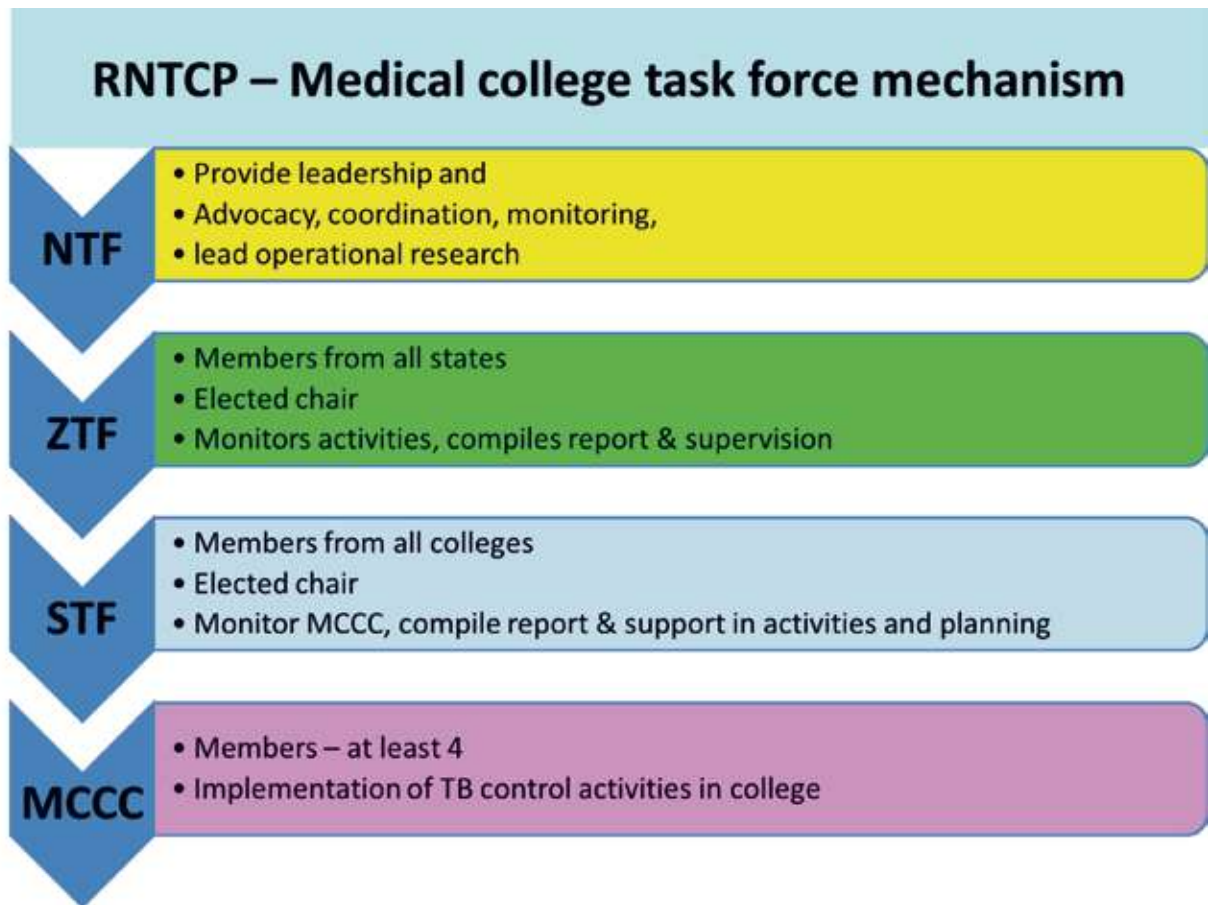 RNTCP – Medical college task force mechanism
NTF
• Provide leadership and
• Advocacy, coordination, monitoring,
• lead operational research
ZTF
• Members from all states
• Elected chair
• Monitors activities, compiles report & supervision
STF
• Members from all colleges
• Elected chair
• Monitor MCCC, compile report & support in activities and planning
MCCC
• Members – at least 4
• Implementation of TB control activities in college